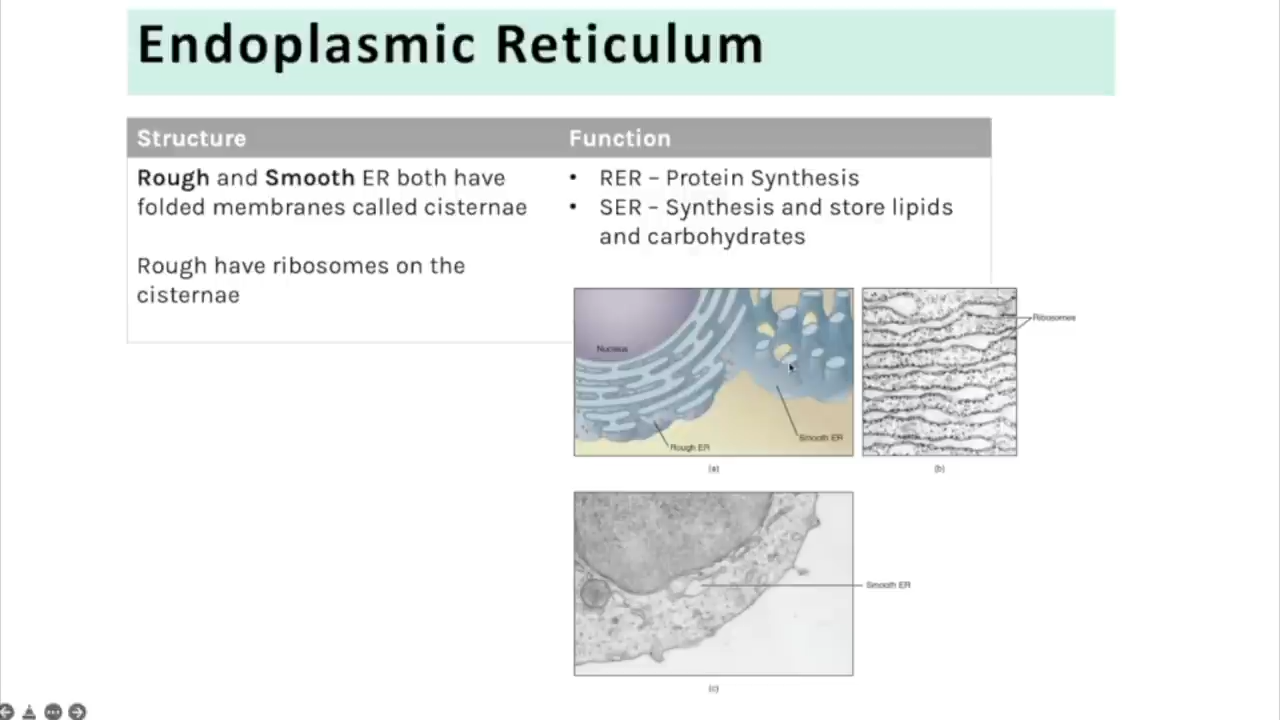 Endoplasmic Reticulum
Structure
Function
Rough and Smooth ER both have
folded membranes called cisternae
Rough have ribosomes on the
cisternae
• RER – Protein Synthesis
• SER – Synthesis and store lipids
and carbohydrates
Nucleus
Rough ER
Smooth ER
(a)
Ribosomes
(b)
Smooth ER
(c)